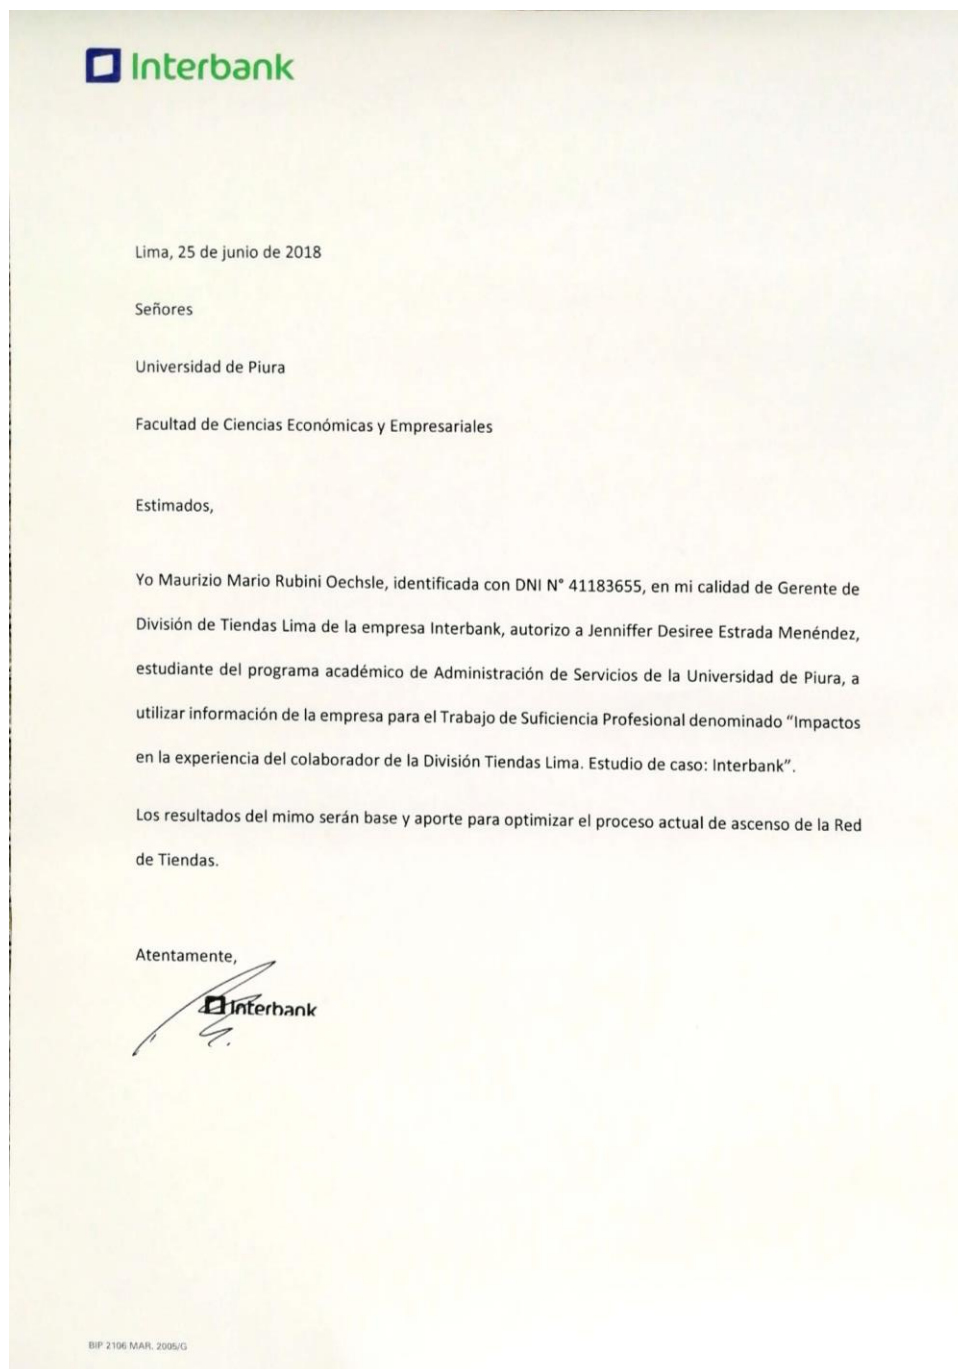 Interbank
Lima, 25 de junio de 2018
Señores
Universidad de Piura
Facultad de Ciencias Económicas y Empresariales
Estimados,
Yo Maurizio Mario Rubini Oechsle, identificada con DNI N° 41183655, en mi calidad de Gerente de
División de Tiendas Lima de la empresa Interbank, autorizo a Jenniffer Desiree Estrada Menéndez,
estudiante del programa académico de Administración de Servicios de la Universidad de Piura, a
utilizar información de la empresa para el Trabajo de Suficiencia Profesional denominado “Impactos
en la experiencia del colaborador de la División Tiendas Lima. Estudio de caso: Interbank”.
Los resultados del mimo serán base y aporte para optimizar el proceso actual de ascenso de la Red
de Tiendas.
Atentamente,
Interbank
BIP 2106 MAR. 2005/G